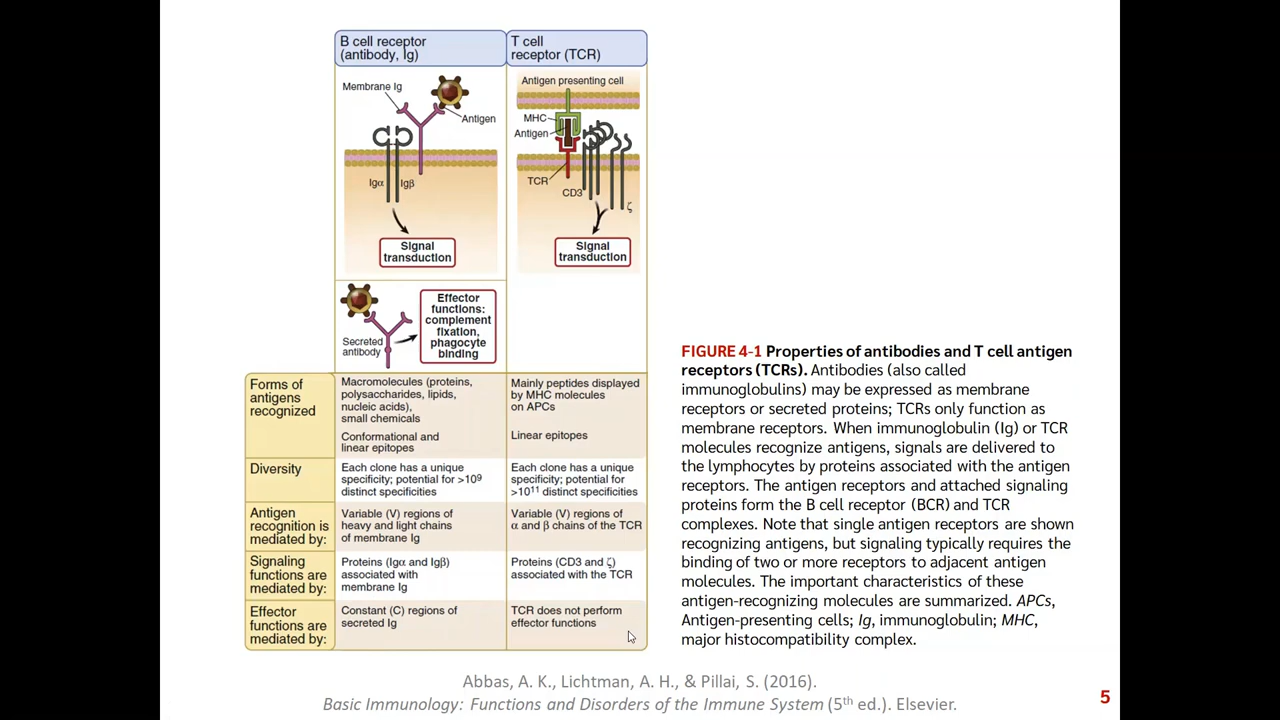 B cell receptor
(antibody, Ig)
T cell
receptor (TCR)
Membrane Ig
Antigen
Igα
Igβ
Signal
transduction
Antigen presenting cell
MHC
Antigen
TCR
CD3
ζ
Signal
transduction
Secreted
antibody
Effector
functions:
complement
fixation,
phagocyte
binding
Forms of
antigens
recognized
Macromolecules (proteins,
polysaccharides, lipids,
nucleic acids),
small chemicals
Conformational and
linear epitopes
Mainly peptides displayed
by MHC molecules
on APCs
Linear epitopes
Diversity
Each clone has a unique
specificity; potential for >10⁹
distinct specificities
Each clone has a unique
specificity; potential for
>10¹¹ distinct specificities
Antigen
recognition is
mediated by:
Variable (V) regions of
heavy and light chains
of membrane Ig
Variable (V) regions of
α and β chains of the TCR
Signaling
functions are
mediated by:
Proteins (Igα and Igβ)
associated with
membrane Ig
Proteins (CD3 and ζ)
associated with the TCR
Effector
functions are
mediated by:
Constant (C) regions of
secreted Ig
TCR does not perform
effector functions
FIGURE 4-1 Properties of antibodies and T cell antigen
receptors (TCRs). Antibodies (also called
immunoglobulins) may be expressed as membrane
receptors or secreted proteins; TCRs only function as
membrane receptors. When immunoglobulin (Ig) or TCR
molecules recognize antigens, signals are delivered to
the lymphocytes by proteins associated with the antigen
receptors. The antigen receptors and attached signaling
proteins form the B cell receptor (BCR) and TCR
complexes. Note that single antigen receptors are shown
recognizing antigens, but signaling typically requires the
binding of two or more receptors to adjacent antigen
molecules. The important characteristics of these
antigen-recognizing molecules are summarized. APCs,
Antigen-presenting cells; Ig, immunoglobulin; MHC,
major histocompatibility complex.
Abbas, A. K., Lichtman, A. H., & Pillai, S. (2016).
Basic Immunology: Functions and Disorders of the Immune System (5th ed.). Elsevier.
5